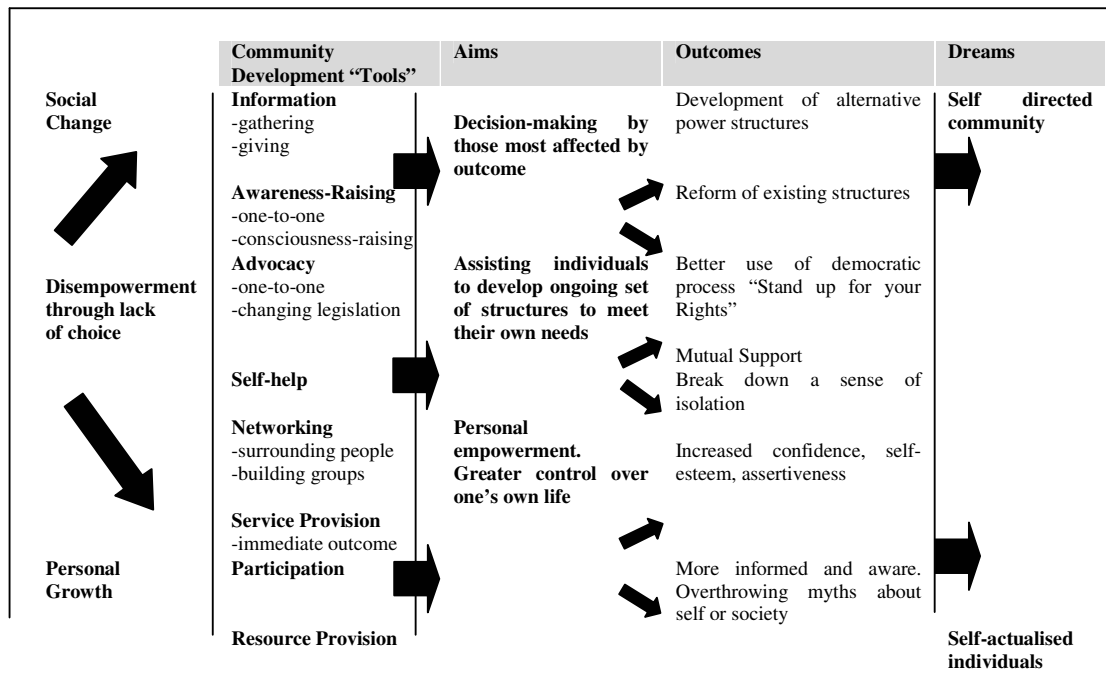 Community
Development “Tools”
Aims
Outcomes
Dreams
Social
Change
Disempowerment
through lack
of choice
Personal
Growth
Information
-gathering
-giving
Awareness-Raising
-one-to-one
-consciousness-raising
Advocacy
-one-to-one
-changing legislation
Self-help
Networking
-surrounding people
-building groups
Service Provision
-immediate outcome
Participation
Resource Provision
Decision-making by
those most affected by
outcome
Assisting individuals
to develop ongoing set
of structures to meet
their own needs
Personal
empowerment.
Greater control over
one’s own life
Development of alternative
power structures
Reform of existing structures
Better use of democratic
process “Stand up for your
Rights”
Mutual Support
Break down a sense of
isolation
Increased confidence, self-
esteem, assertiveness
More informed and aware.
Overthrowing myths about
self or society
Self directed
community
Self-actualised
individuals